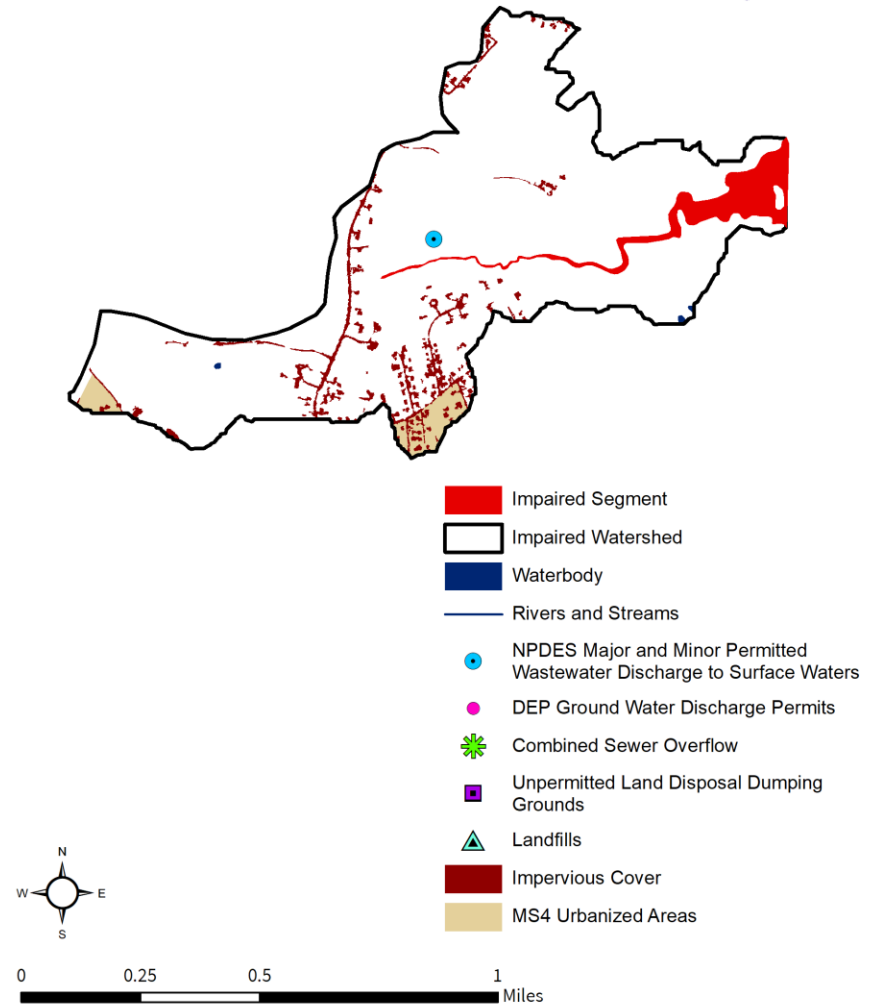 Impaired Segment
Impaired Watershed
Waterbody
Rivers and Streams
NPDES Major and Minor Permitted
Wastewater Discharge to Surface Waters
DEP Ground Water Discharge Permits
Combined Sewer Overflow
Unpermitted Land Disposal Dumping
Grounds
Landfills
Impervious Cover
MS4 Urbanized Areas
N
W E
S
0 0.25 0.5 1
Miles